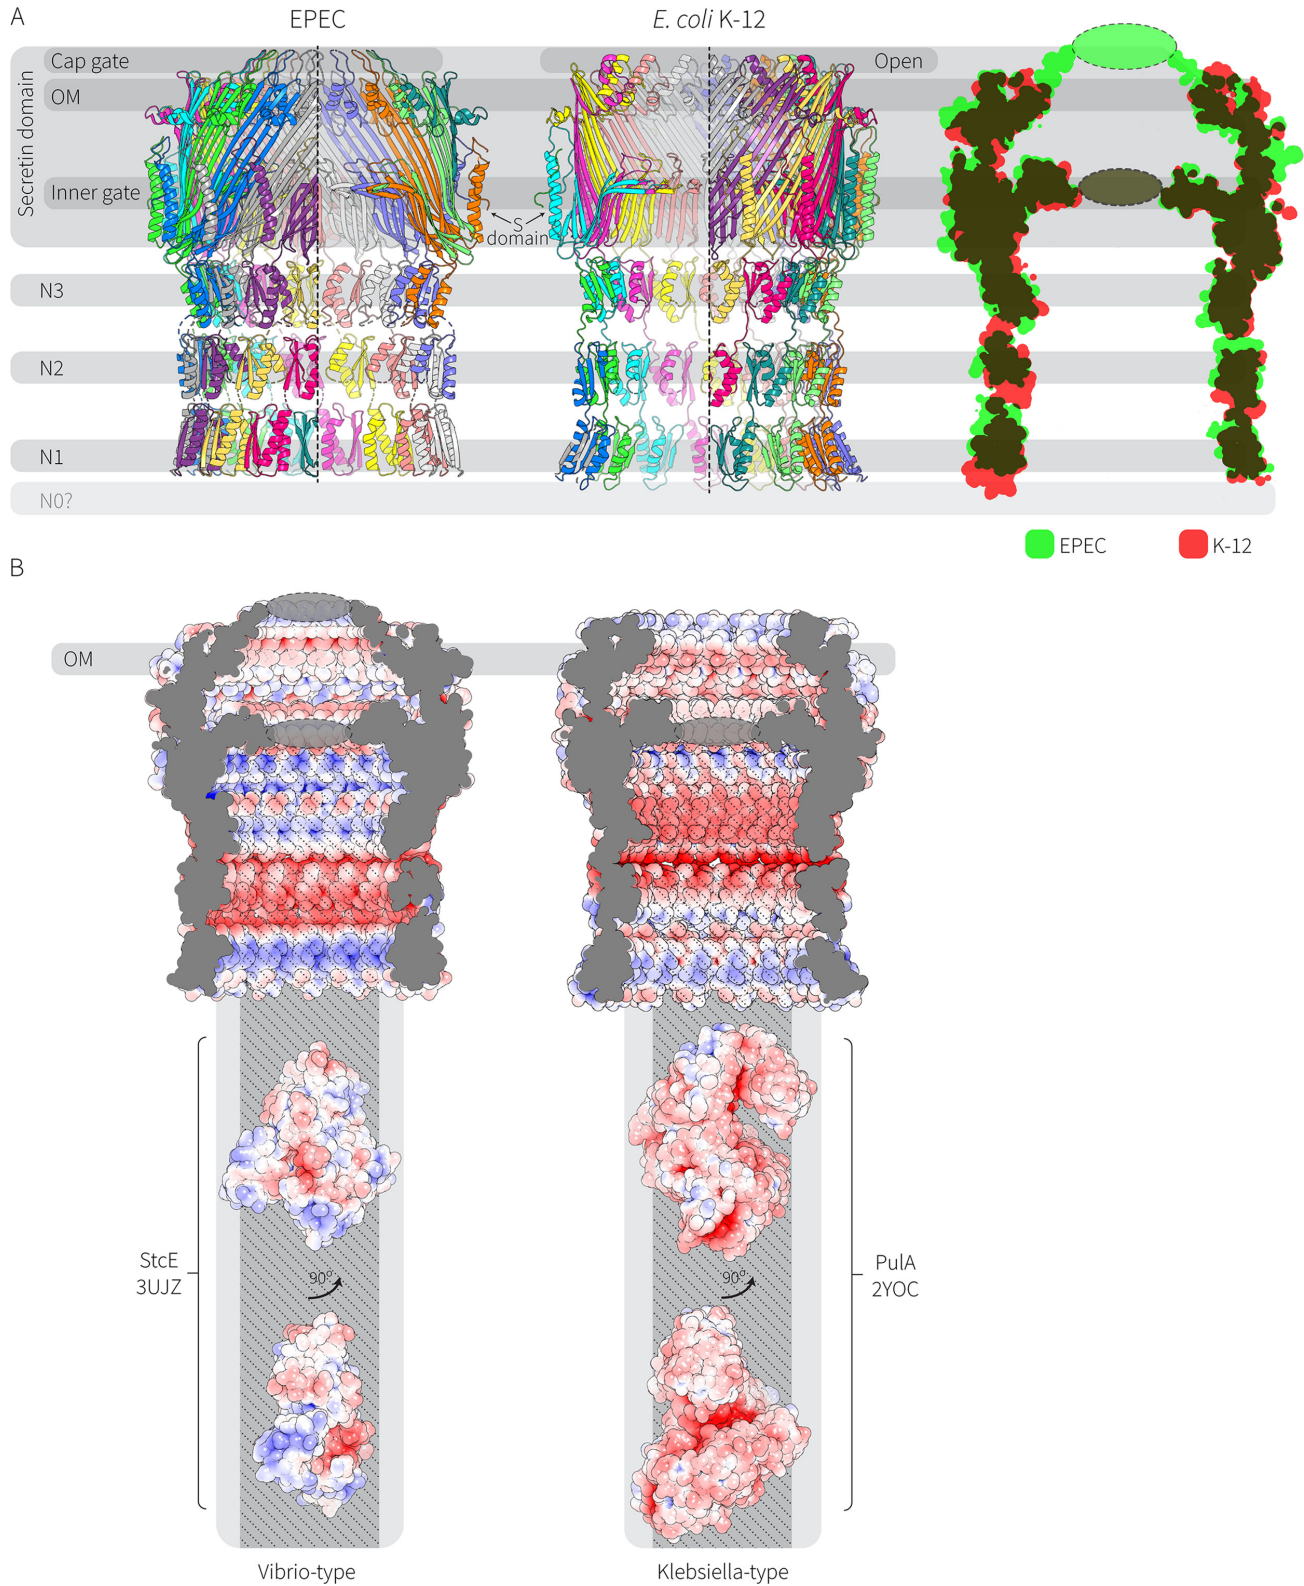 A
EPEC
E. coli K-12
Secretin domain
Cap gate
Open
OM
Inner gate
S
domain
N3
N2
N1
N0?
EPEC
K-12
B
OM
StcE
3UJZ
90°
PulA
2YOC
90°
Vibrio-type
Klebsiella-type